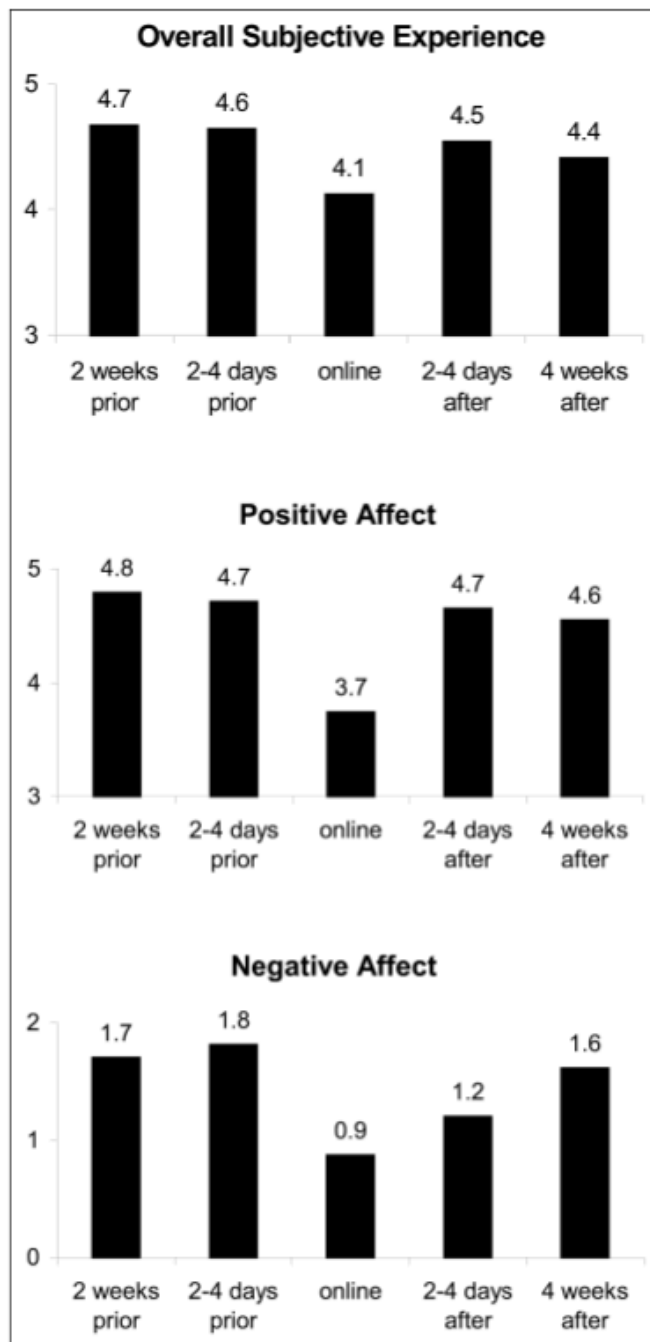 Overall Subjective Experience
5
4
3
4.7
4.6
4.1
4.5
4.4
2 weeks prior
2-4 days prior
online
2-4 days after
4 weeks after
Positive Affect
5
4
3
4.8
4.7
3.7
4.7
4.6
2 weeks prior
2-4 days prior
online
2-4 days after
4 weeks after
Negative Affect
2
1
0
1.7
1.8
0.9
1.2
1.6
2 weeks prior
2-4 days prior
online
2-4 days after
4 weeks after